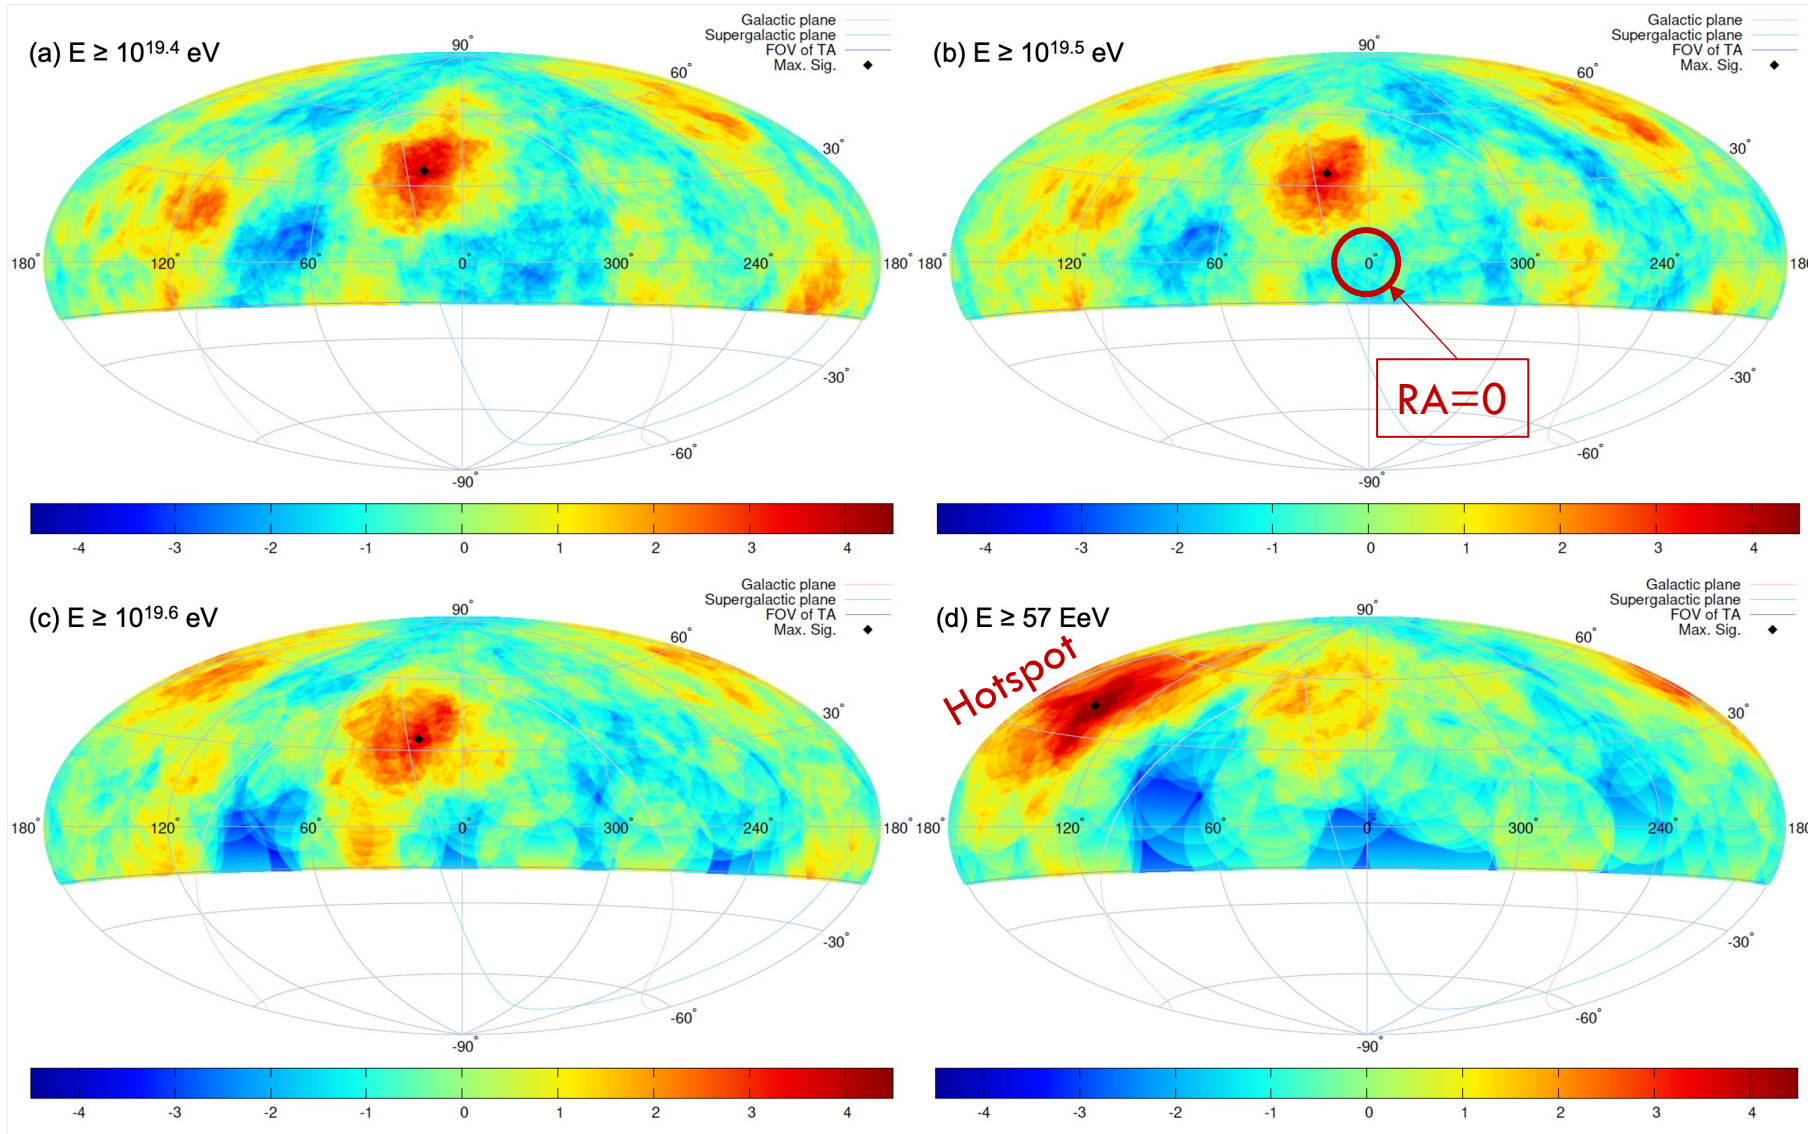 (a) E ≥ 10^19.4 eV
Galactic plane
Supergalactic plane
FOV of TA
Max. Sig.
90°
60°
30°
180° 120° 60° 0° 300° 240° 180°
-30°
-60°
-90°
-4 -3 -2 -1 0 1 2 3 4
(b) E ≥ 10^19.5 eV
Galactic plane
Supergalactic plane
FOV of TA
Max. Sig.
90°
60°
30°
180° 120° 60° 0° 300° 240° 180
-30°
RA=0
-60°
-90°
-4 -3 -2 -1 0 1 2 3 4
(c) E ≥ 10^19.6 eV
Galactic plane
Supergalactic plane
FOV of TA
Max. Sig.
90°
60°
30°
180° 120° 60° 0° 300° 240° 180°
-30°
-60°
-90°
-4 -3 -2 -1 0 1 2 3 4
(d) E ≥ 57 EeV
Galactic plane
Supergalactic plane
FOV of TA
Max. Sig.
Hotspot
90°
60°
30°
180° 120° 60° 0° 300° 240° 180
-30°
-60°
-90°
-4 -3 -2 -1 0 1 2 3 4